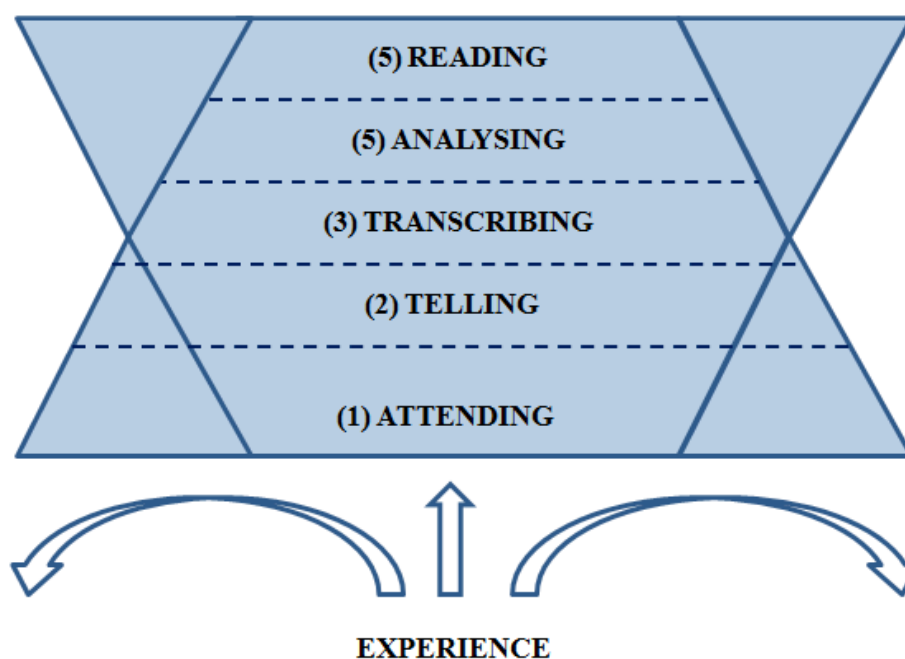 (5) READING
(5) ANALYSING
(3) TRANSCRIBING
(2) TELLING
(1) ATTENDING
EXPERIENCE